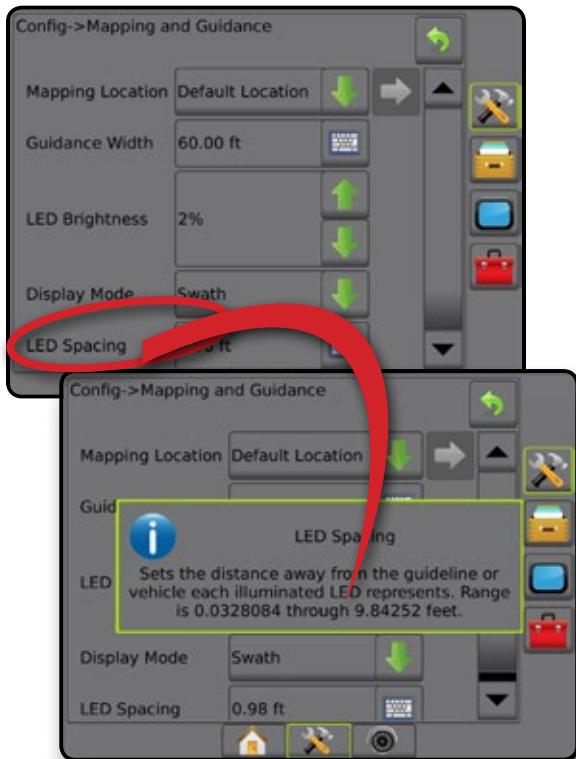 Config->Mapping and Guidance
Mapping Location Default Location
Guidance Width 60.00 ft
LED Brightness 2%
Display Mode Swath
LED Spacing ft
Config->Mapping and Guidance
Mapping Location Default Location
Guid
LED Spacing
LED
Sets the distance away from the guideline or
vehicle each illuminated LED represents. Range
is 0.0328084 through 9.84252 feet.
Display Mode Swath
LED Spacing 0.98 ft